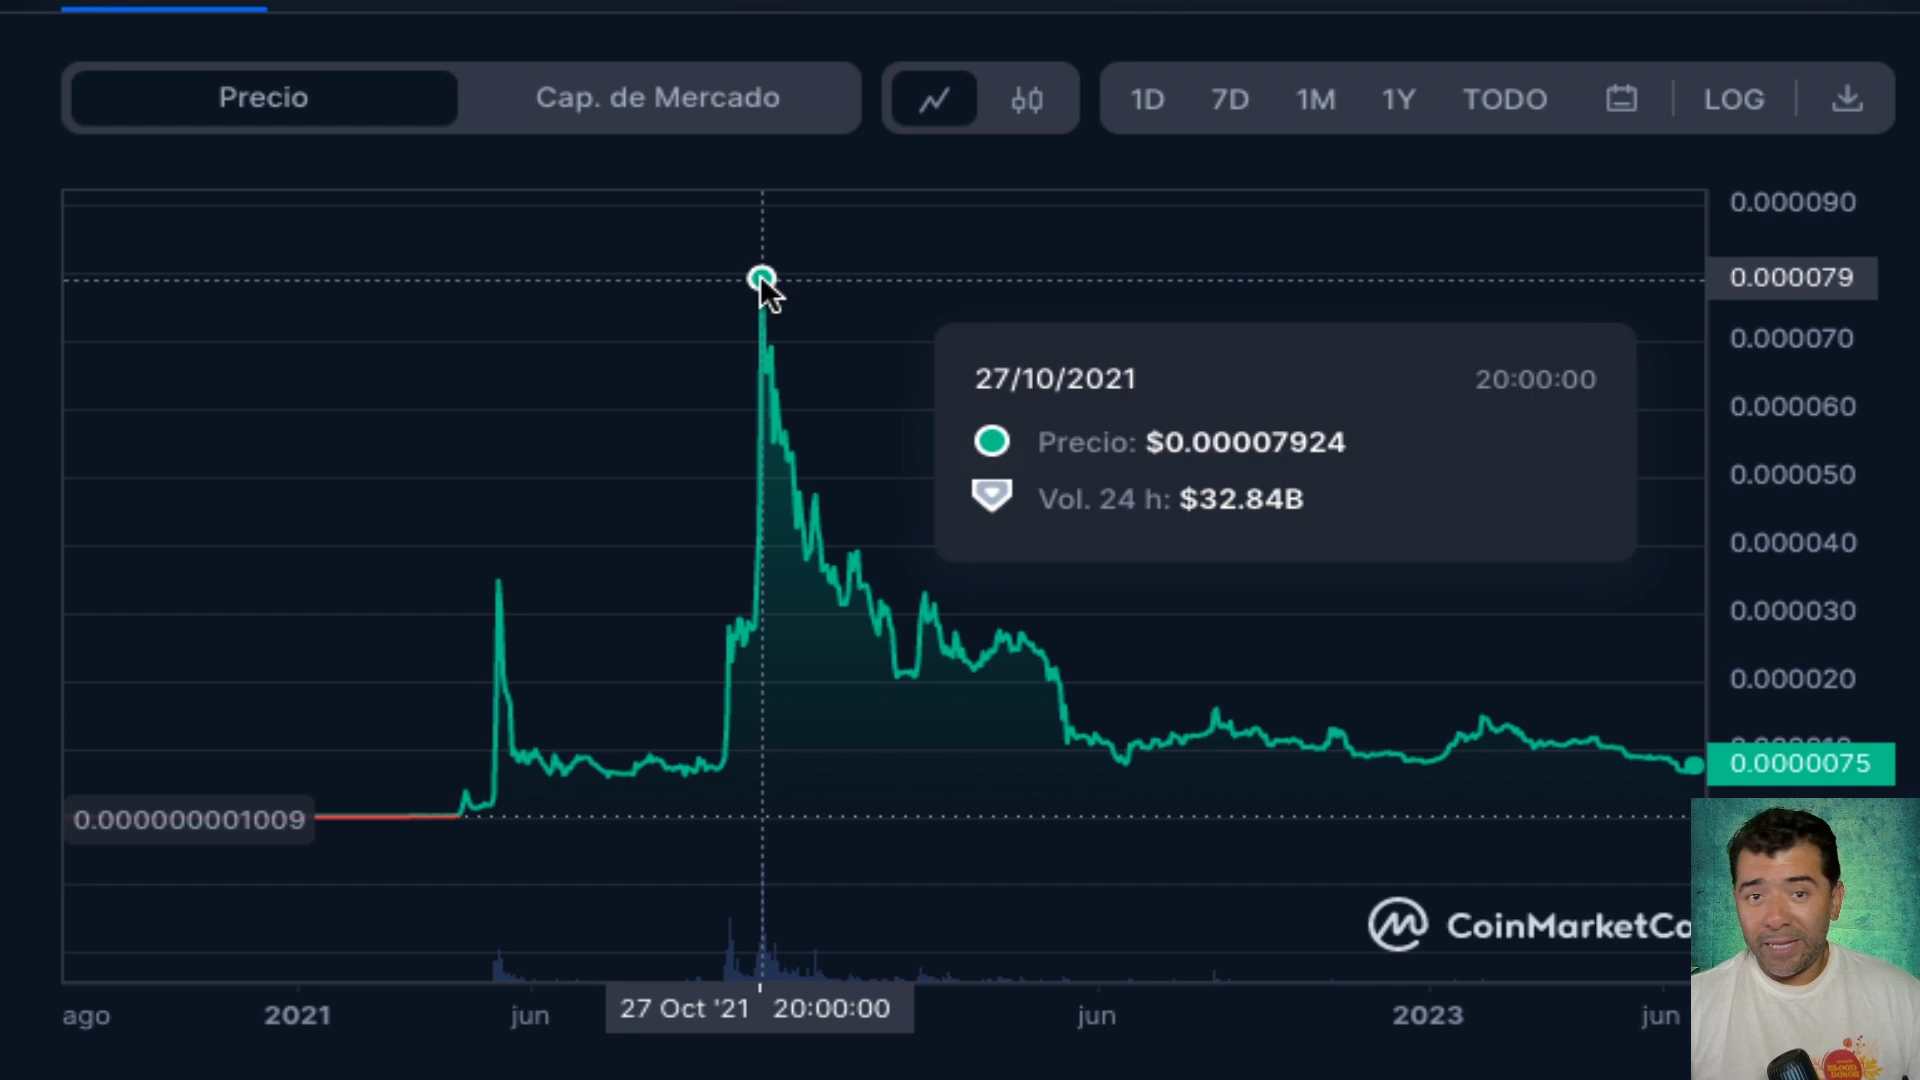 Precio
Cap. de Mercado
1D
7D
1M
1Y
TODO
LOG
0.000090
0.000079
0.000070
0.000060
0.000050
0.000040
0.000030
0.000020
0.0000075
27/10/2021
20:00:00
Precio: $0.00007924
Vol. 24 h: $32.84B
0.000000001009
CoinMarketCa
ago
2021
jun
27 Oct '21 20:00:00
jun
2023
jun
BLOOD
DONOR